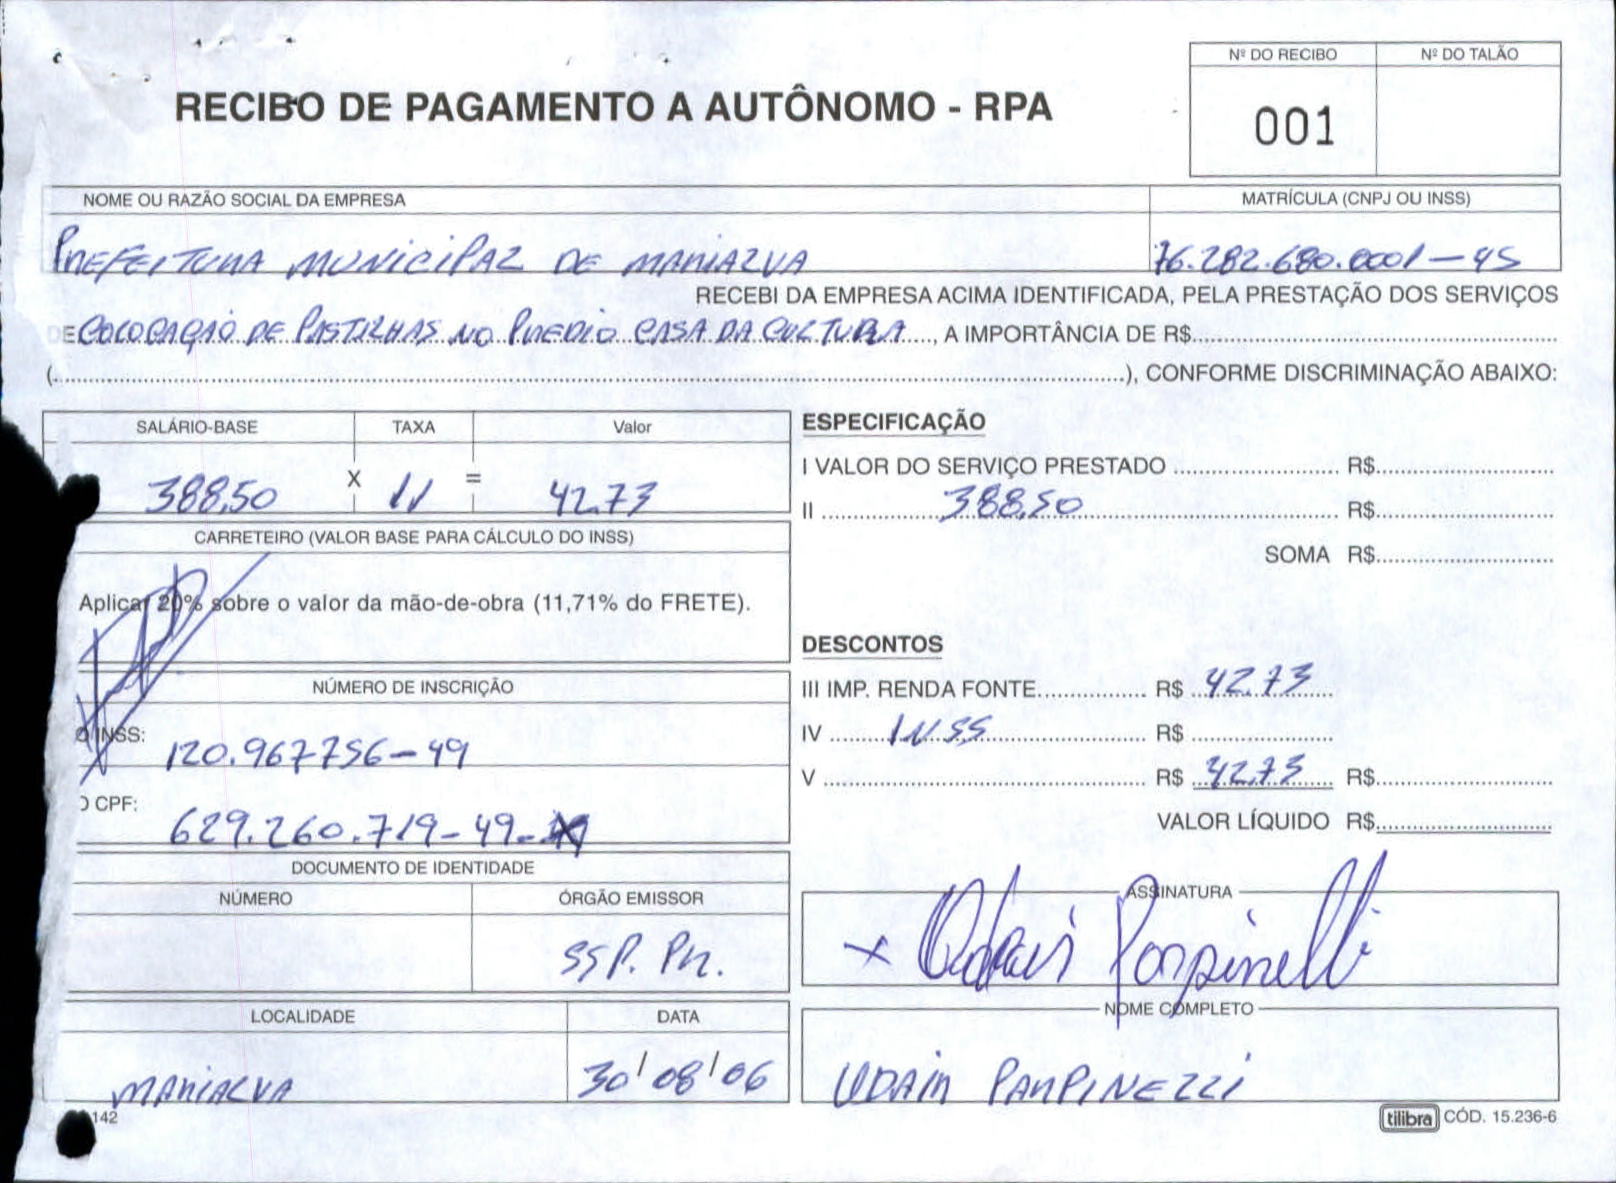 Nº DO RECIBO Nº DO TALÃO
RECIBO DE PAGAMENTO A AUTÔNOMO - RPA
001
NOME OU RAZÃO SOCIAL DA EMPRESA MATRÍCULA (CNPJ OU INSS)
PREFEITURA MUNICIPAL DE MARIALVA 76.282.680.0001-45
RECEBI DA EMPRESA ACIMA IDENTIFICADA, PELA PRESTAÇÃO DOS SERVIÇOS
DE COLOCAÇÃO DE PASTILHAS NO PREDIO CASA DA CULTURA, A IMPORTÂNCIA DE R$
(), CONFORME DISCRIMINAÇÃO ABAIXO:
SALÁRIO-BASE TAXA Valor
388,50 X 11 = 42.73
CARRETEIRO (VALOR BASE PARA CÁLCULO DO INSS)
Aplicar 20% sobre o valor da mão-de-obra (11,71% do FRETE).
NÚMERO DE INSCRIÇÃO
O INSS:
120.967756-49
O CPF:
629.260.719-49
DOCUMENTO DE IDENTIDADE
NÚMERO ÓRGÃO EMISSOR
SSP. PR.
LOCALIDADE DATA
MARIALVA 30/08/06
142
ESPECIFICAÇÃO
I VALOR DO SERVIÇO PRESTADO R$
II 388,50 R$
SOMA R$
DESCONTOS
III IMP. RENDA FONTE R$ 42.73
IV INSS R$
V R$ 42.73 R$
VALOR LÍQUIDO R$
ASSINATURA
x Odair Parpinelli
NOME COMPLETO
UDAIR PARPINELLI
tilibra CÓD. 15.236-6